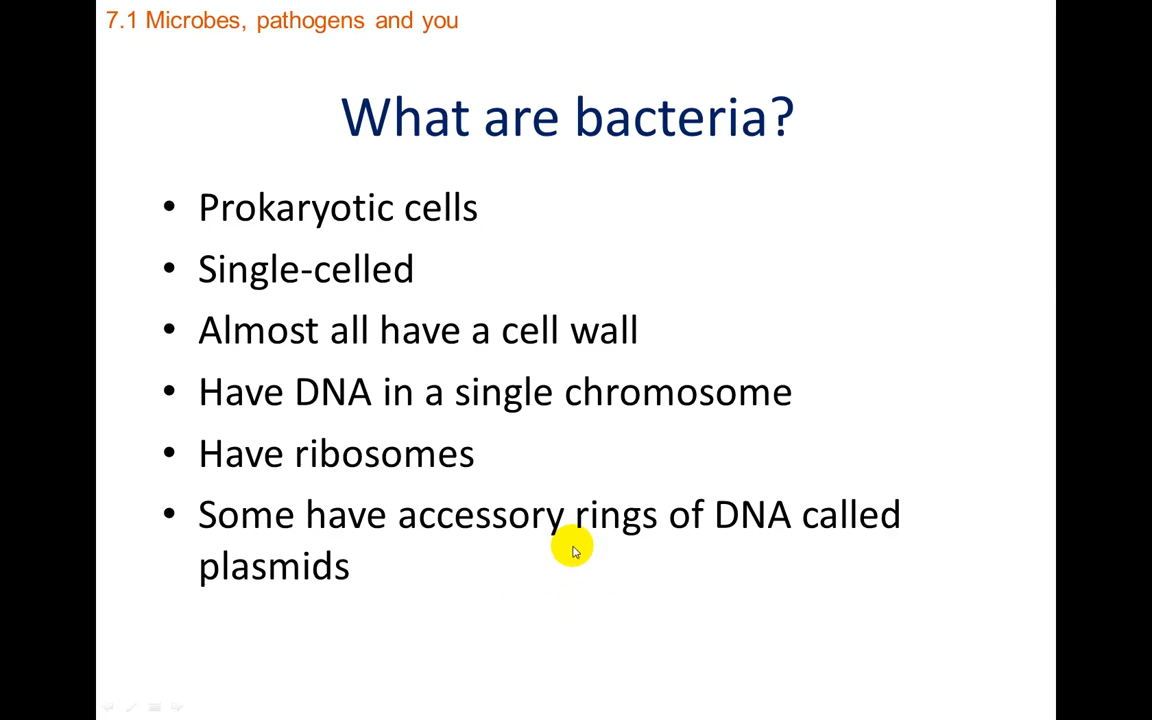 7.1 Microbes, pathogens and you
What are bacteria?
• Prokaryotic cells
• Single-celled
• Almost all have a cell wall
• Have DNA in a single chromosome
• Have ribosomes
• Some have accessory rings of DNA called
plasmids